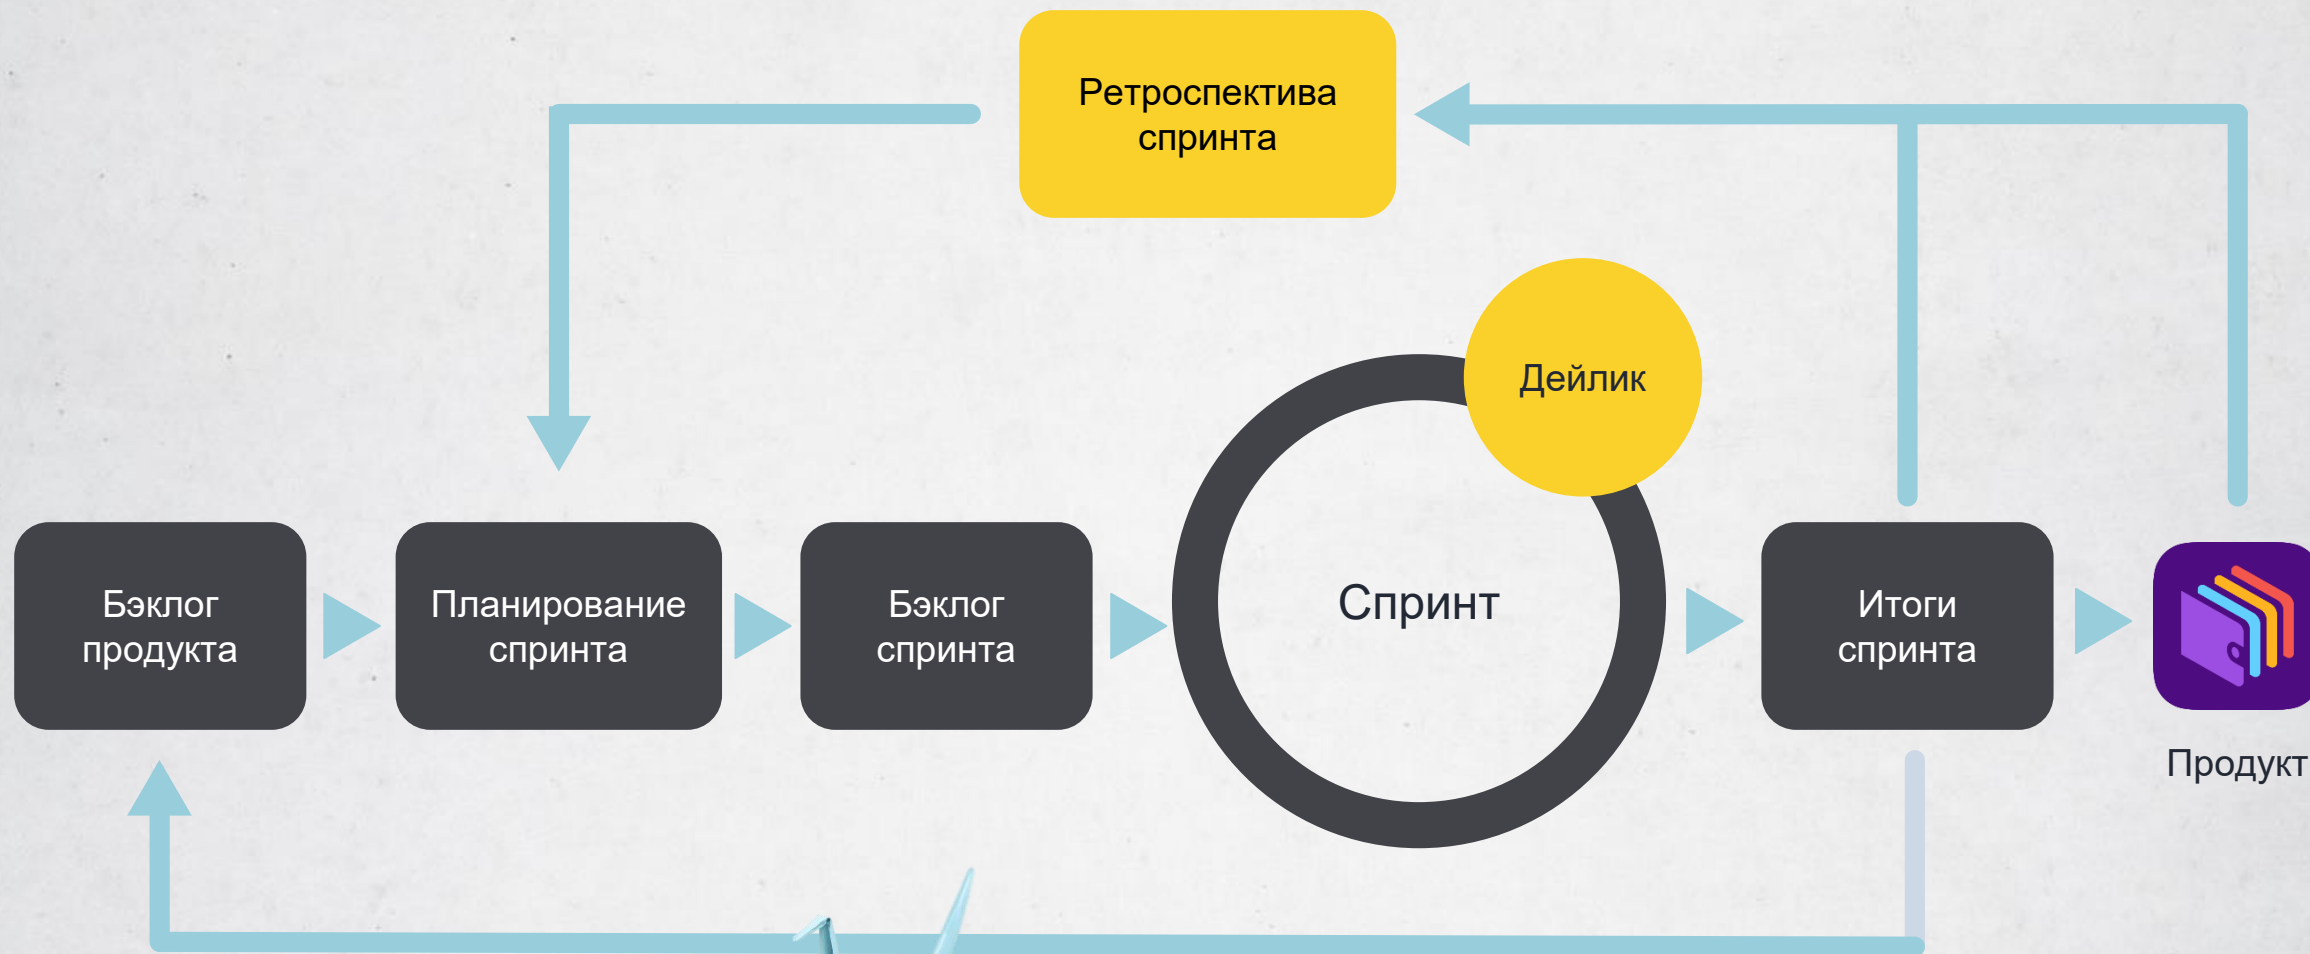 Ретроспектива
спринта
Дейлик
Бэклог
продукта
Планирование
спринта
Бэклог
спринта
Спринт
Итоги
спринта
Продукт